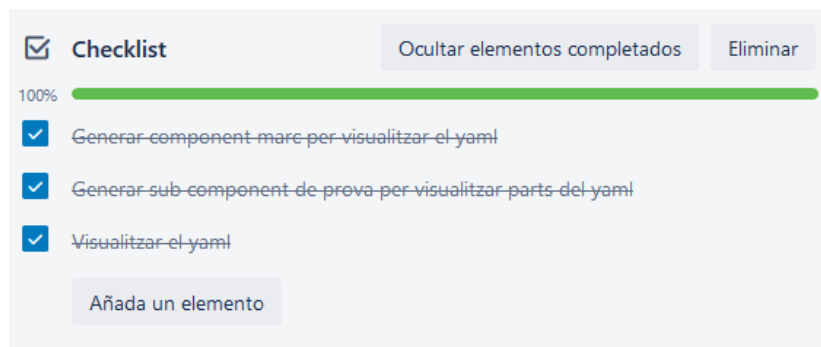 Checklist
Ocultar elementos completados
Eliminar
100%
Generar component marc per visualitzar el yaml
Generar sub component de prova per visualitzar parts del yaml
Visualitzar el yaml
Añada un elemento